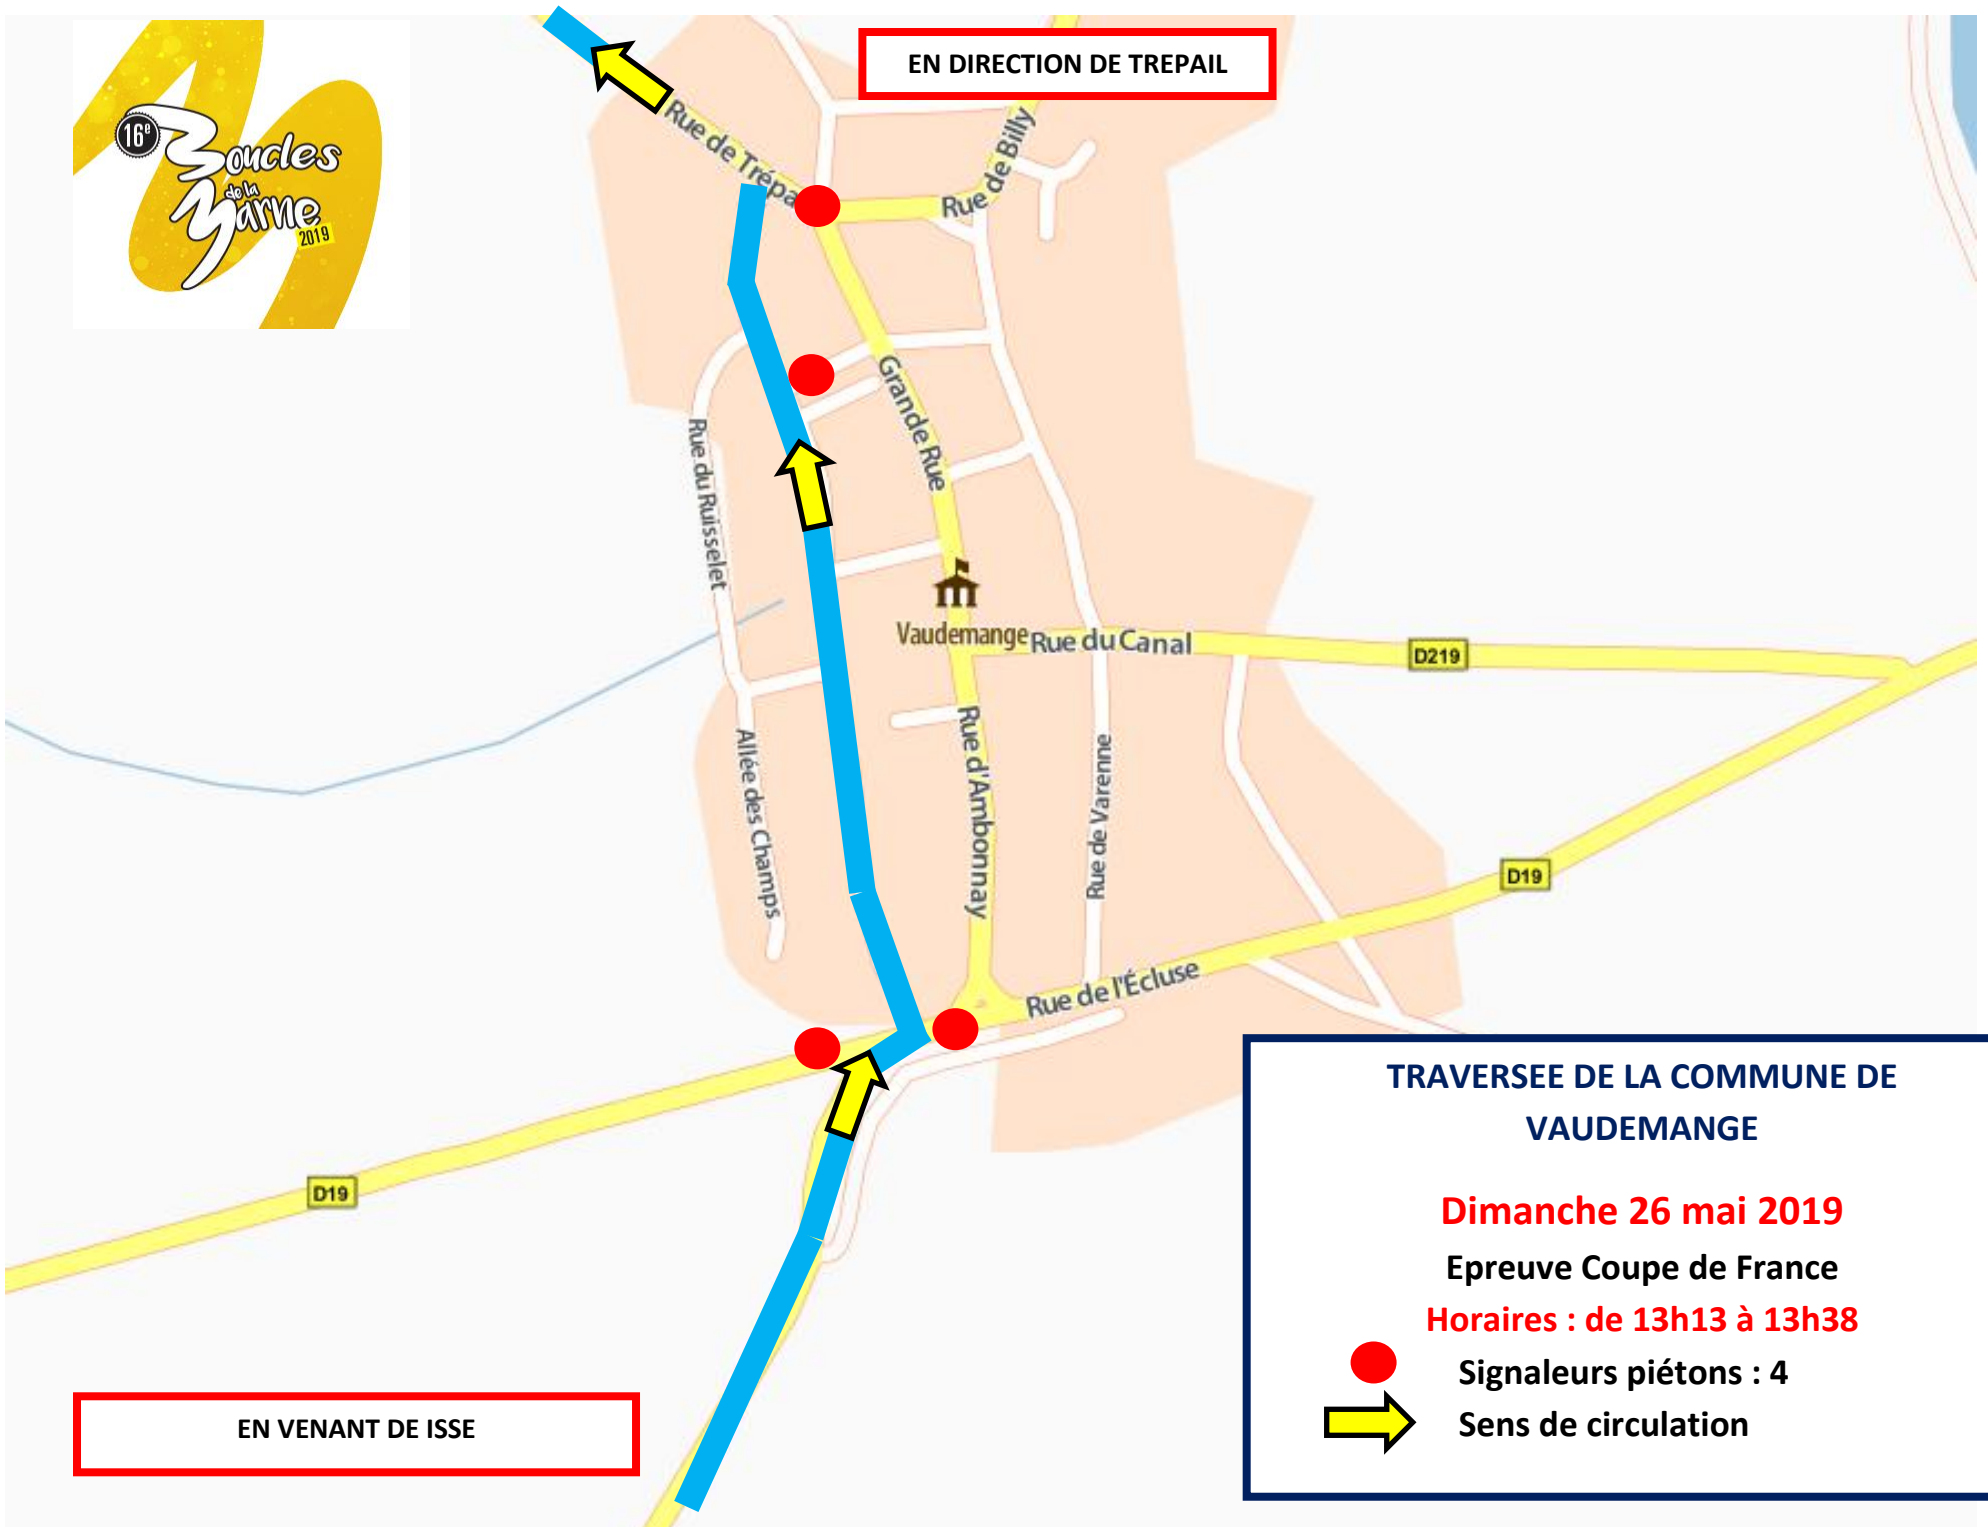 16e
Boucles
de la
Marne
2019
EN DIRECTION DE TREPAIL
Rue de Trépa
Rue de Billy
Grande Rue
Rue du Ruisselet
Vaudemange
Rue du Canal
D219
Allée des Champs
Rue d'Ambonnay
Rue de Varenne
D19
Rue de l'Écluse
D19
EN VENANT DE ISSE
TRAVERSEE DE LA COMMUNE DE
VAUDEMANGE
Dimanche 26 mai 2019
Epreuve Coupe de France
Horaires : de 13h13 à 13h38
Signaleurs piétons : 4
Sens de circulation